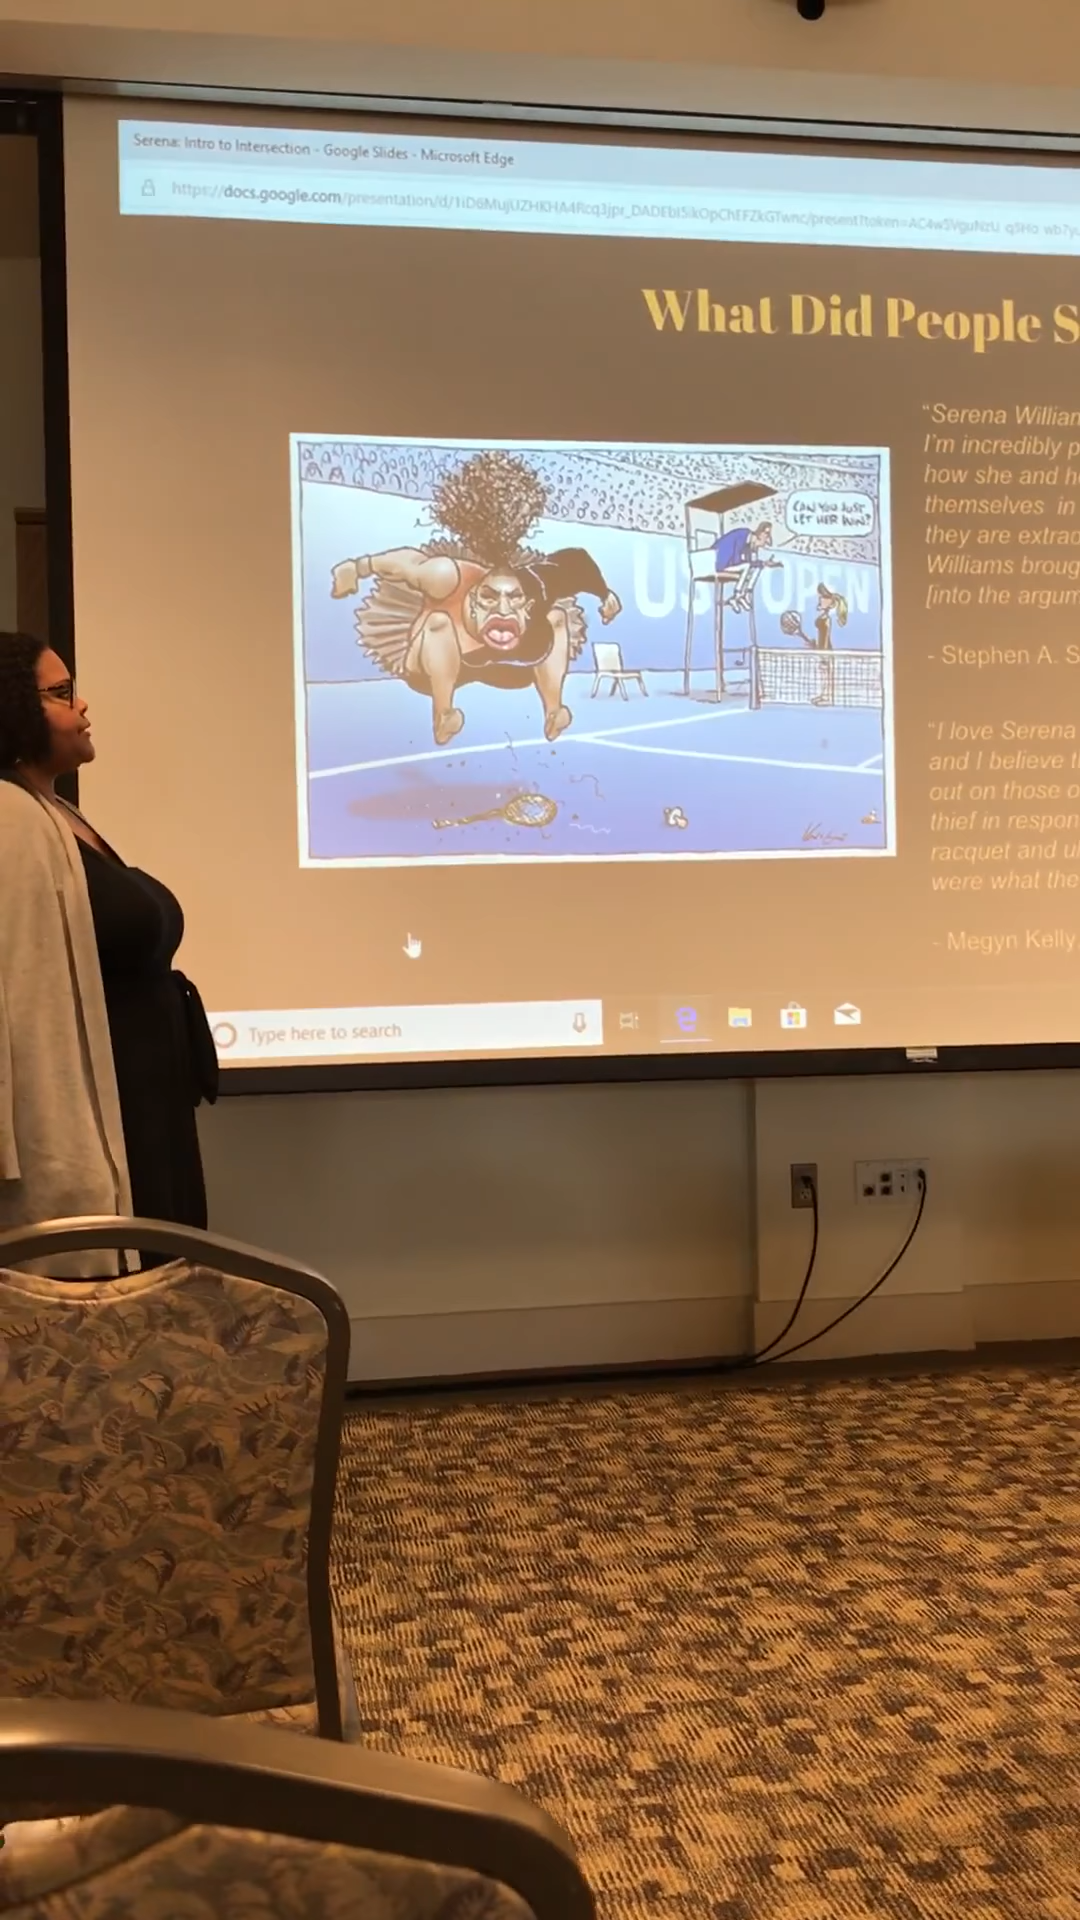 Serena: Intro to Intersection - Google Slides - Microsoft Edge
https://docs.google.com/presentation/d/
What Did People S
CAN YOU JUST
LET HER WIN?
US OPEN
"Serena Willian
I'm incredibly p
how she and h
themselves in
they are extrao
Williams broug
[into the argum
- Stephen A. S
"I love Serena
and I believe t
out on those o
thief in respon
racquet and u
were what the
- Megyn Kelly
Type here to search